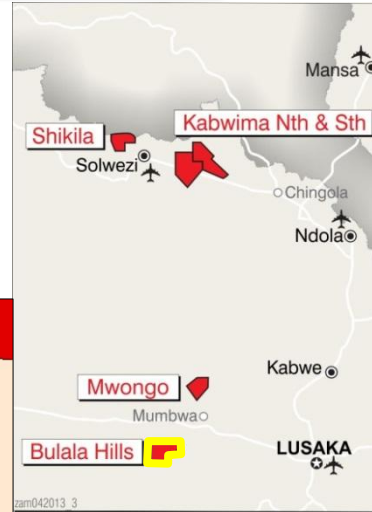 Mansa
Shikila
Kabwima Nth & Sth
Solwezi
Chingola
Ndola
Mwongo
Kabwe
Mumbwa
Bulala Hills
LUSAKA
zam042013_3